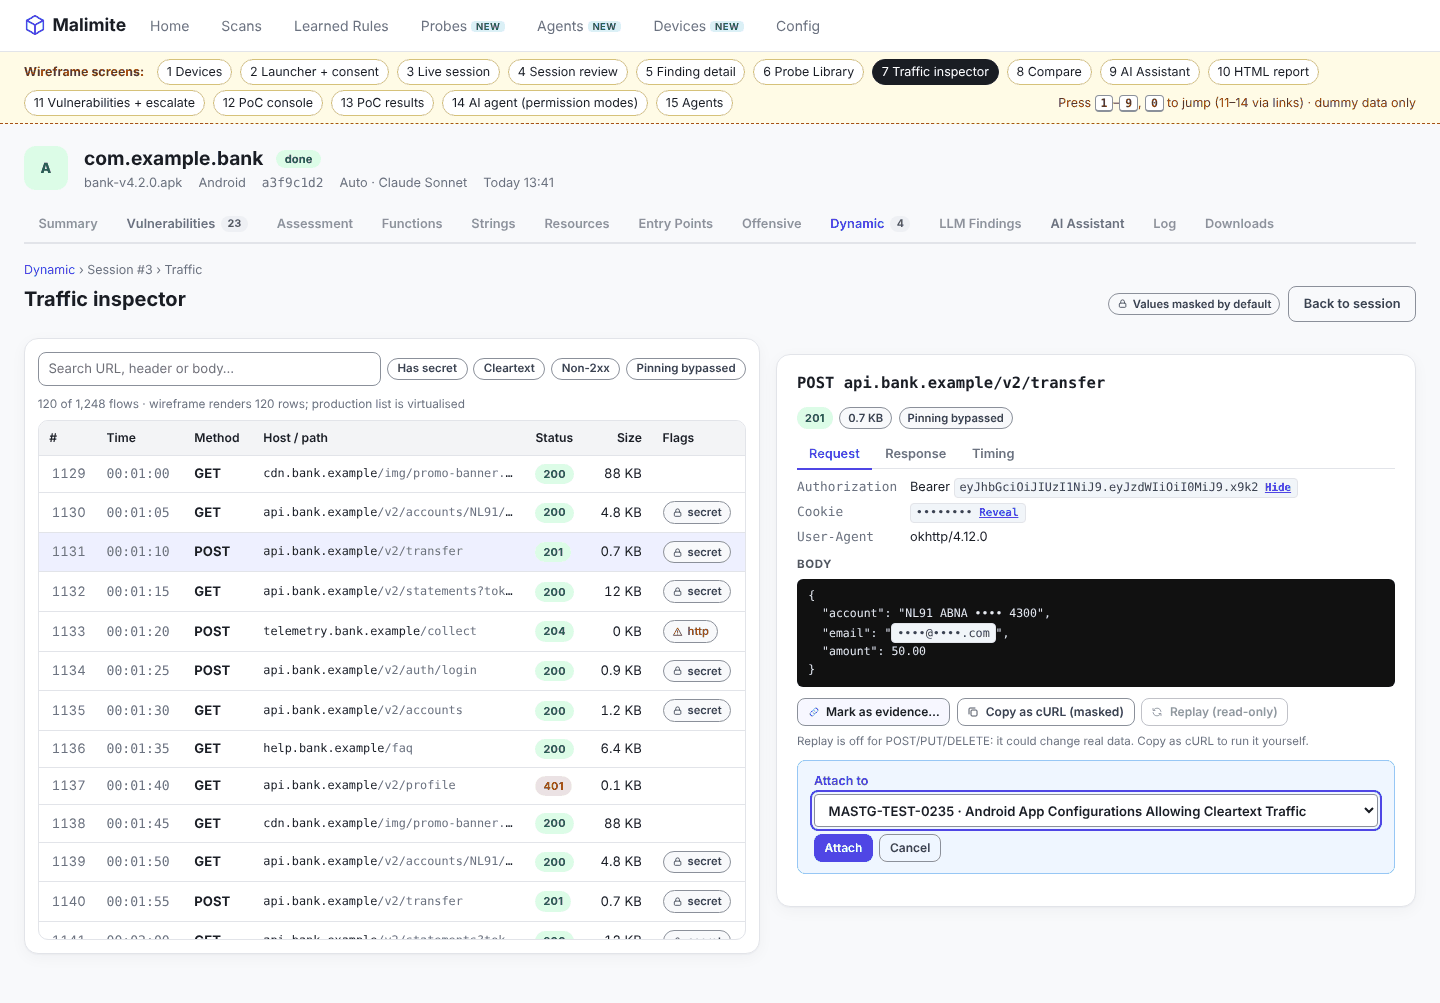 Malimite Home Scans Learned Rules Probes NEW Agents NEW Devices NEW Config
Wireframe screens: 1 Devices 2 Launcher + consent 3 Live session 4 Session review 5 Finding detail 6 Probe Library 7 Traffic inspector 8 Compare 9 AI Assistant 10 HTML report
11 Vulnerabilities + escalate 12 PoC console 13 PoC results 14 AI agent (permission modes) 15 Agents Press 1–9, 0 to jump (11–14 via links) · dummy data only
A
com.example.bank done
bank-v4.2.0.apk Android a3f9c1d2 Auto · Claude Sonnet Today 13:41
Summary Vulnerabilities 23 Assessment Functions Strings Resources Entry Points Offensive Dynamic 4 LLM Findings AI Assistant Log Downloads
Dynamic › Session #3 › Traffic
Traffic inspector
Values masked by default Back to session
Search URL, header or body... Has secret Cleartext Non-2xx Pinning bypassed
120 of 1,248 flows · wireframe renders 120 rows; production list is virtualised
# Time Method Host / path Status Size Flags
1129 00:01:00 GET cdn.bank.example/img/promo-banner.… 200 88 KB
1130 00:01:05 GET api.bank.example/v2/accounts/NL91/… 200 4.8 KB secret
1131 00:01:10 POST api.bank.example/v2/transfer 201 0.7 KB secret
1132 00:01:15 GET api.bank.example/v2/statements?tok… 200 12 KB secret
1133 00:01:20 POST telemetry.bank.example/collect 204 0 KB http
1134 00:01:25 POST api.bank.example/v2/auth/login 200 0.9 KB secret
1135 00:01:30 GET api.bank.example/v2/accounts 200 1.2 KB secret
1136 00:01:35 GET help.bank.example/faq 200 6.4 KB
1137 00:01:40 GET api.bank.example/v2/profile 401 0.1 KB
1138 00:01:45 GET cdn.bank.example/img/promo-banner.… 200 88 KB
1139 00:01:50 GET api.bank.example/v2/accounts/NL91/… 200 4.8 KB secret
1140 00:01:55 POST api.bank.example/v2/transfer 201 0.7 KB secret
1141 00:02:00 GET api.bank.example/v2/statements?tok… 200 12 KB secret
POST api.bank.example/v2/transfer
201 0.7 KB Pinning bypassed
Request Response Timing
Authorization Bearer eyJhbGciOiJIUzI1NiJ9.eyJzdWIiOiI0MiJ9.x9k2 Hide
Cookie •••••••• Reveal
User-Agent okhttp/4.12.0
BODY
{
"account": "NL91 ABNA •••• 4300",
"email": "••••@••••.com",
"amount": 50.00
}
Mark as evidence... Copy as cURL (masked) Replay (read-only)
Replay is off for POST/PUT/DELETE: it could change real data. Copy as cURL to run it yourself.
Attach to
MASTG-TEST-0235 · Android App Configurations Allowing Cleartext Traffic
Attach Cancel